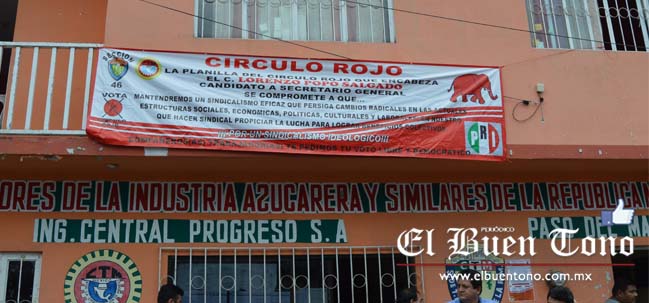 CIRCULO ROJO
LA PLANILLA DEL CIRCULO ROJO QUE ENCABEZA
EL C. LORENZO POPO SALGADO
CANDIDATO A SECRETARIO GENERAL
SE COMPROMETE A QUE...
SECCION
46
VOTA
MANTENDREMOS UN SINDICALISMO EFICAZ QUE PERSIGA CAMBIOS RADICALES EN LAS
ESTRUCTURAS SOCIALES, ECONOMICAS, POLITICAS, CULTURALES Y
QUE HACEN SINDICAL PROPICIAR LA LUCHA PARA
¡¡¡POR UN SINDICALISMO IDEOLOGICO!!!
PEDIMOS TU VOTO LIBRE Y DEMOCRATICO
PRI
ORES DE LA INDUSTRIA AZUCARERA Y SIMILARES DE LA REPUBLICA
ING. CENTRAL PROGRESO S.A
PASO DEL MA
PERIÓDICO
El Buen Tono
www.elbuentono.com.mx